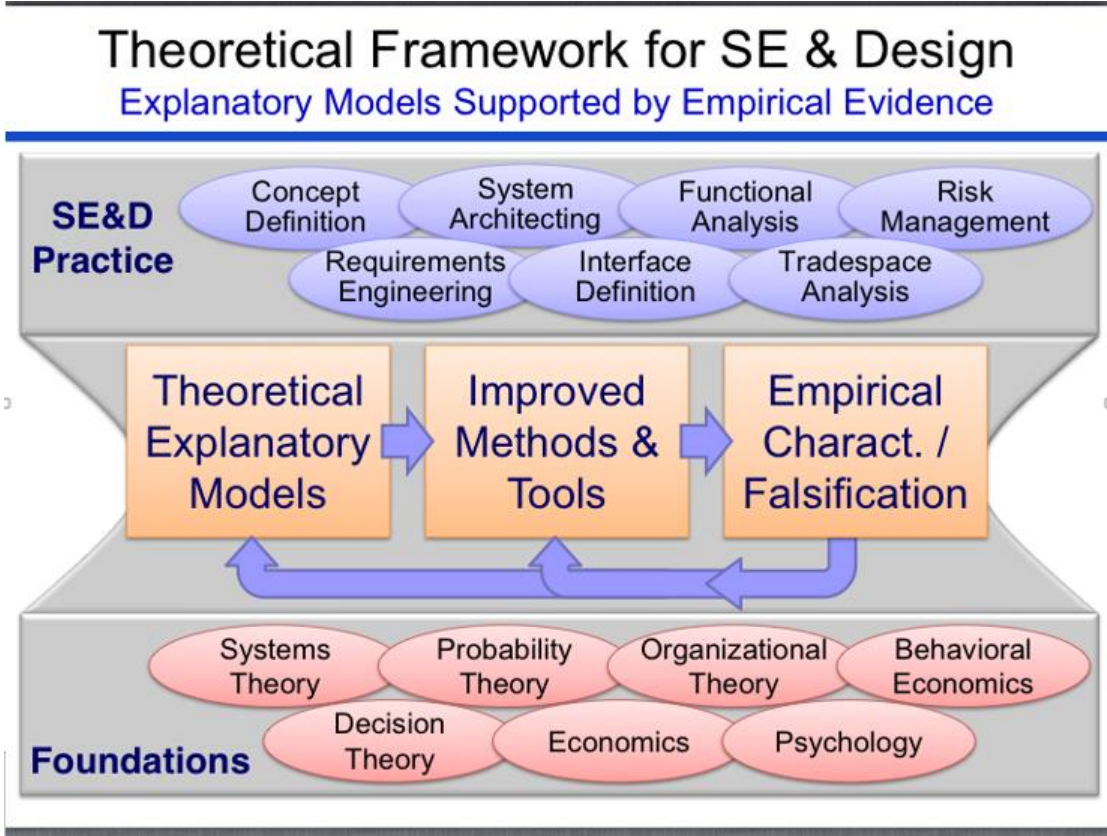 Theoretical Framework for SE & Design
Explanatory Models Supported by Empirical Evidence
SE&D
Practice
Concept
Definition
System
Architecting
Functional
Analysis
Risk
Management
Requirements
Engineering
Interface
Definition
Tradespace
Analysis
Theoretical
Explanatory
Models
Improved
Methods &
Tools
Empirical
Charact. /
Falsification
Systems
Theory
Probability
Theory
Organizational
Theory
Behavioral
Economics
Decision
Theory
Economics
Psychology
Foundations